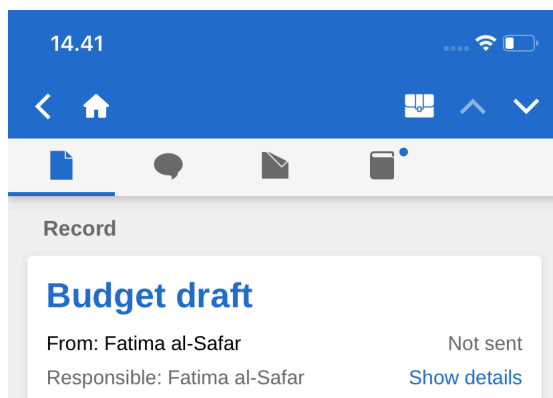 14.41
Record
Budget draft
From: Fatima al-Safar
Not sent
Responsible: Fatima al-Safar
Show details